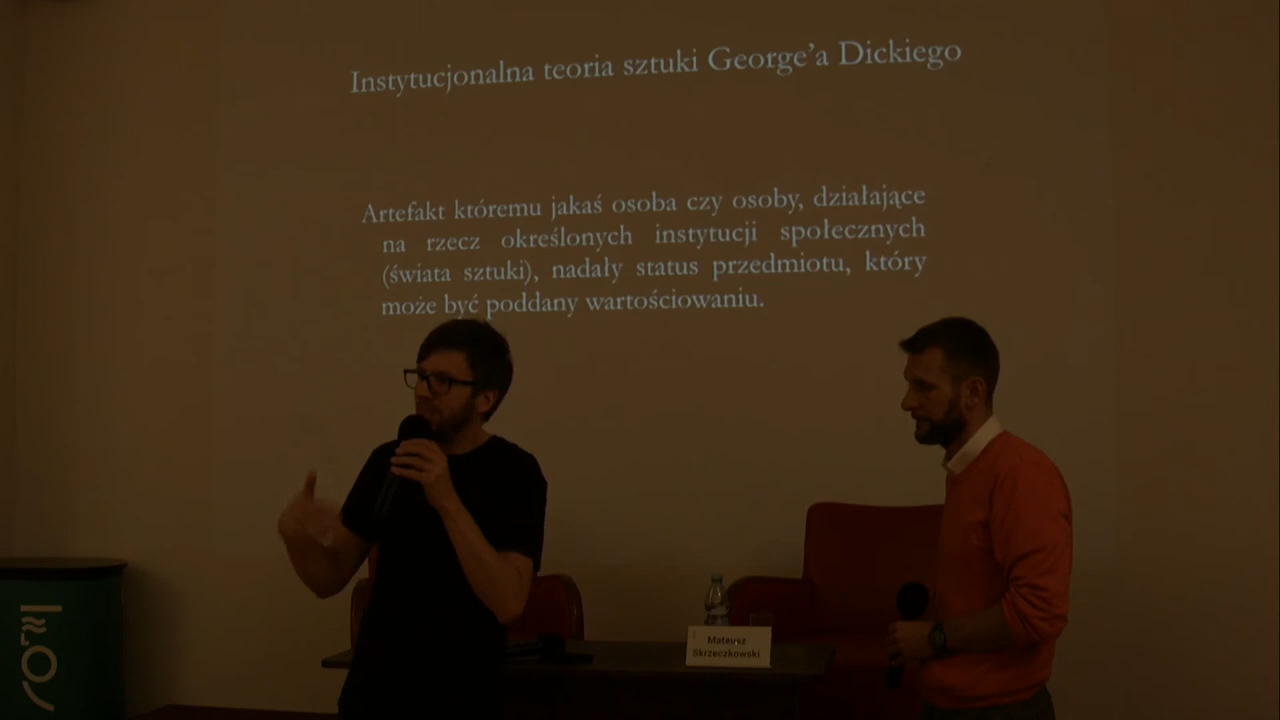 Instytucjonalna teoria sztuki George'a Dickiego
Artefakt któremu jakaś osoba czy osoby, działające
na rzecz określonych instytucji społecznych
(świata sztuki), nadały status przedmiotu, który
może być poddany wartościowaniu.
Mateusz
Skrzeczkowski